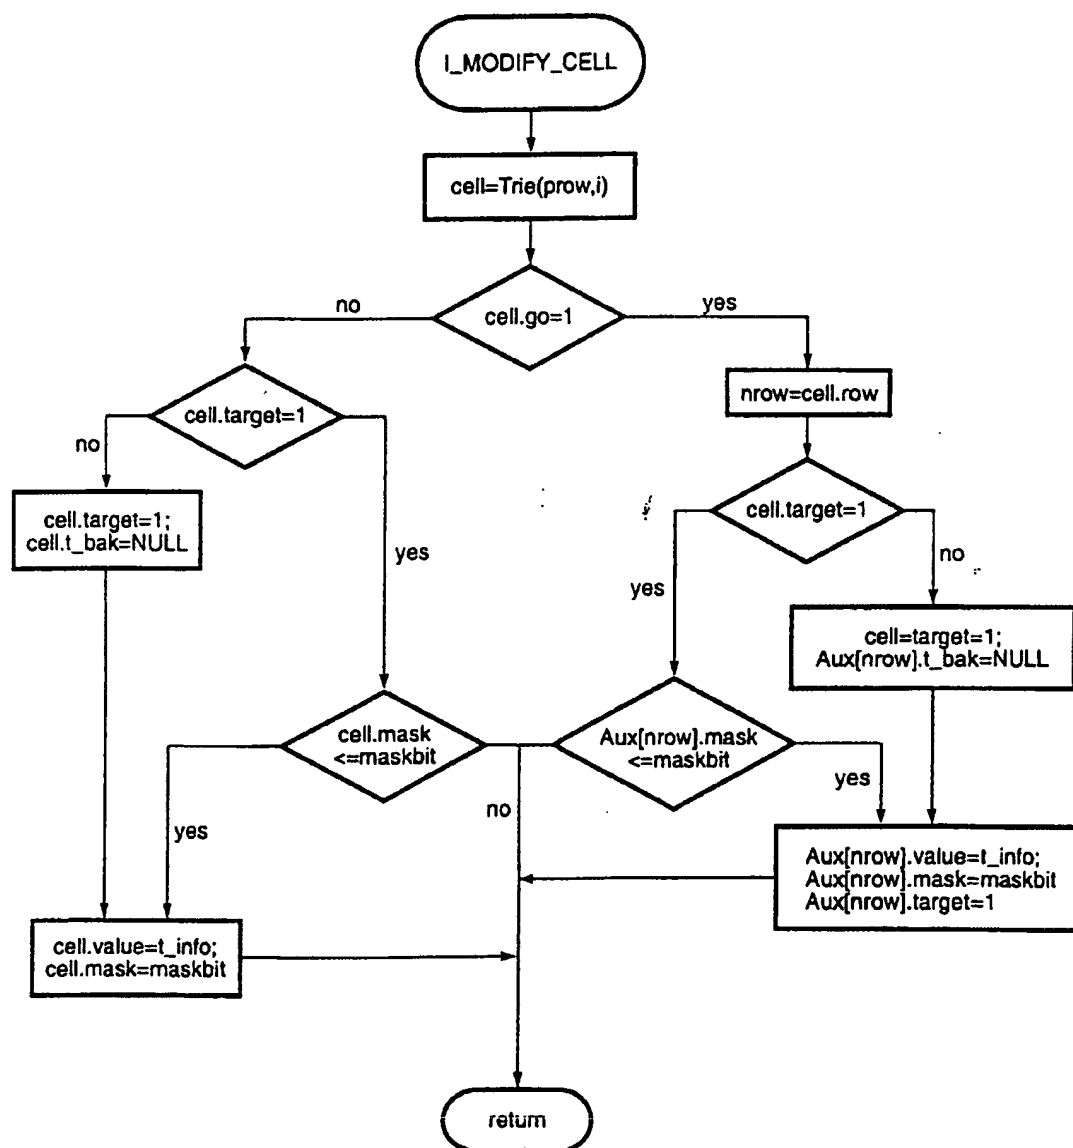 I_MODIFY_CELL
cell=Trie(prow,i)
cell.go=1
no
yes
cell.target=1
nrow=cell.row
no
cell.target=1
cell.target=1;
cell.t_bak=NULL
yes
yes
no
cell=target=1;
Aux[nrow].t_bak=NULL
cell.mask
<=maskbit
Aux[nrow].mask
<=maskbit
yes
no
yes
Aux[nrow].value=t_info;
Aux[nrow].mask=maskbit
Aux[nrow].target=1
cell.value=t_info;
cell.mask=maskbit
return